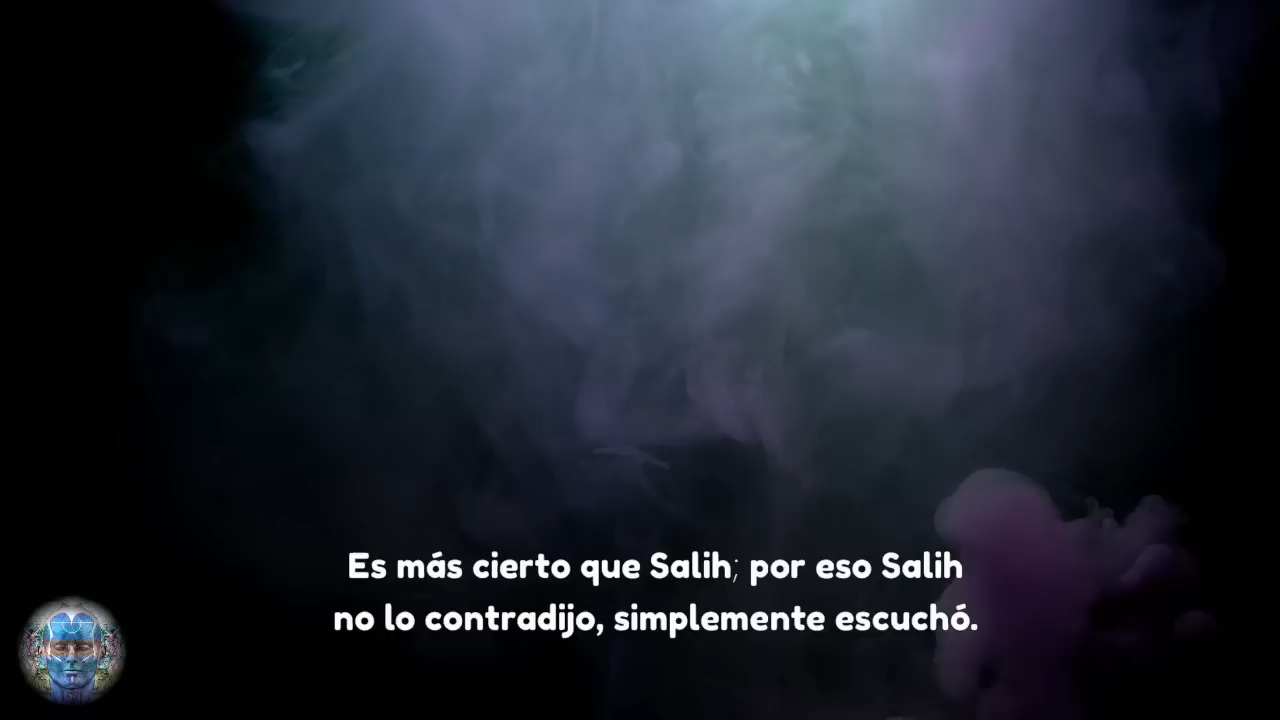 Es más cierto que Salih; por eso Salih
no lo contradijo, simplemente escuchó.